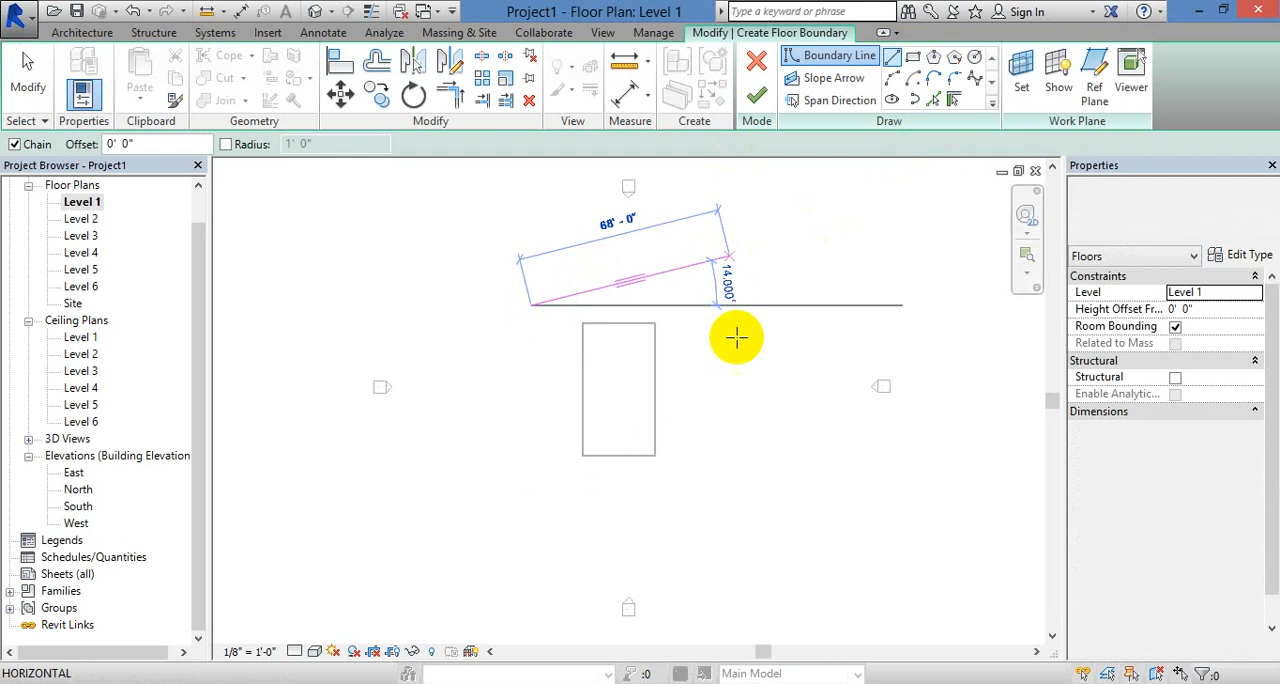 Project1 - Floor Plan: Level 1
Type a keyword or phrase
Sign In
Architecture Structure Systems Insert Annotate Analyze Massing & Site Collaborate View Manage Modify | Create Floor Boundary
Modify
Paste
Cope
Cut
Join
Boundary Line
Slope Arrow
Span Direction
Set
Show
Ref
Plane
Viewer
Select Properties Clipboard Geometry Modify View Measure Create Mode Draw Work Plane
Chain Offset: 0' 0" Radius: 1' 0"
Project Browser - Project1
Floor Plans
Level 1
Level 2
Level 3
Level 4
Level 5
Level 6
Site
Ceiling Plans
Level 1
Level 2
Level 3
Level 4
Level 5
Level 6
3D Views
Elevations (Building Elevation
East
North
South
West
Legends
Schedules/Quantities
Sheets (all)
Families
Groups
Revit Links
68' - 0"
14.000°
2D
Properties
Floors
Edit Type
Constraints
Level Level 1
Height Offset Fr... 0' 0"
Room Bounding
Related to Mass
Structural
Structural
Enable Analytic...
Dimensions
1/8" = 1'-0"
HORIZONTAL
:0
Main Model
:0